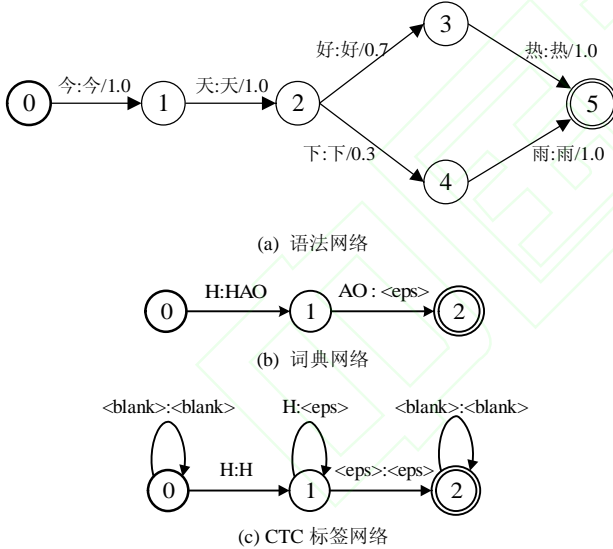 3
好:好/0.7
热:热/1.0
今:今/1.0
天:天/1.0
0
1
2
5
下:下/0.3
雨:雨/1.0
4
(a) 语法网络
H:HAO
AO : <eps>
0
1
2
(b) 词典网络
<blank>:<blank>
H:<eps>
<blank>:<blank>
H:H
<eps>:<eps>
0
1
2
(c) CTC 标签网络